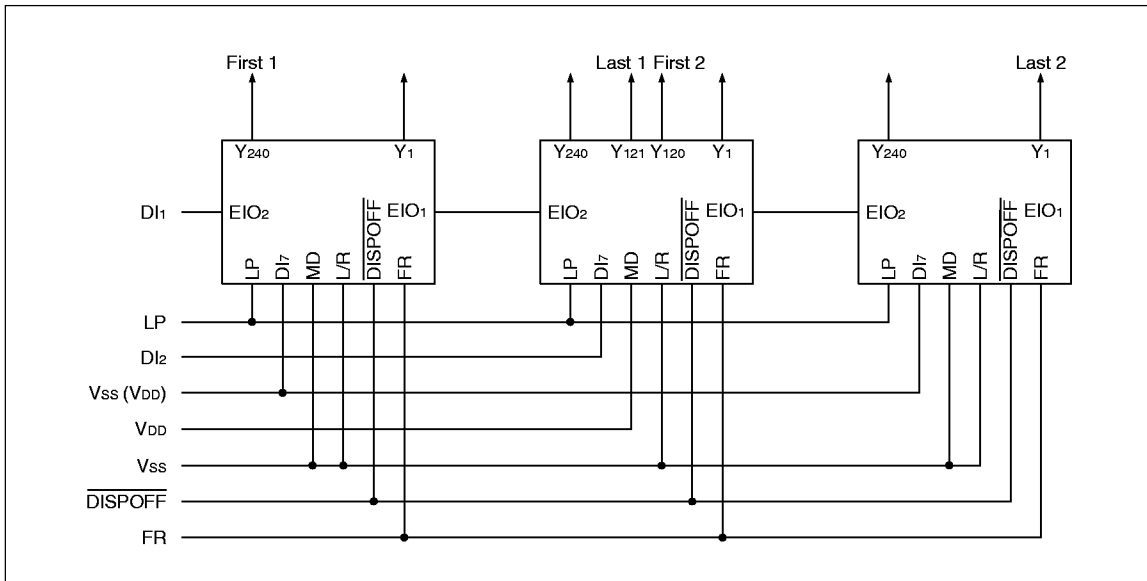 First 1 Last 1 First 2 Last 2
Y240 Y1 Y240 Y121 Y120 Y1 Y240 Y1
DI1 EIO2 EIO1 EIO2 EIO1 EIO2 EIO1
LP DI7 MD L/R DISPOFF FR LP DI7 MD L/R DISPOFF FR LP DI7 MD L/R DISPOFF FR
LP
DI2
VSS (VDD)
VDD
VSS
DISPOFF
FR